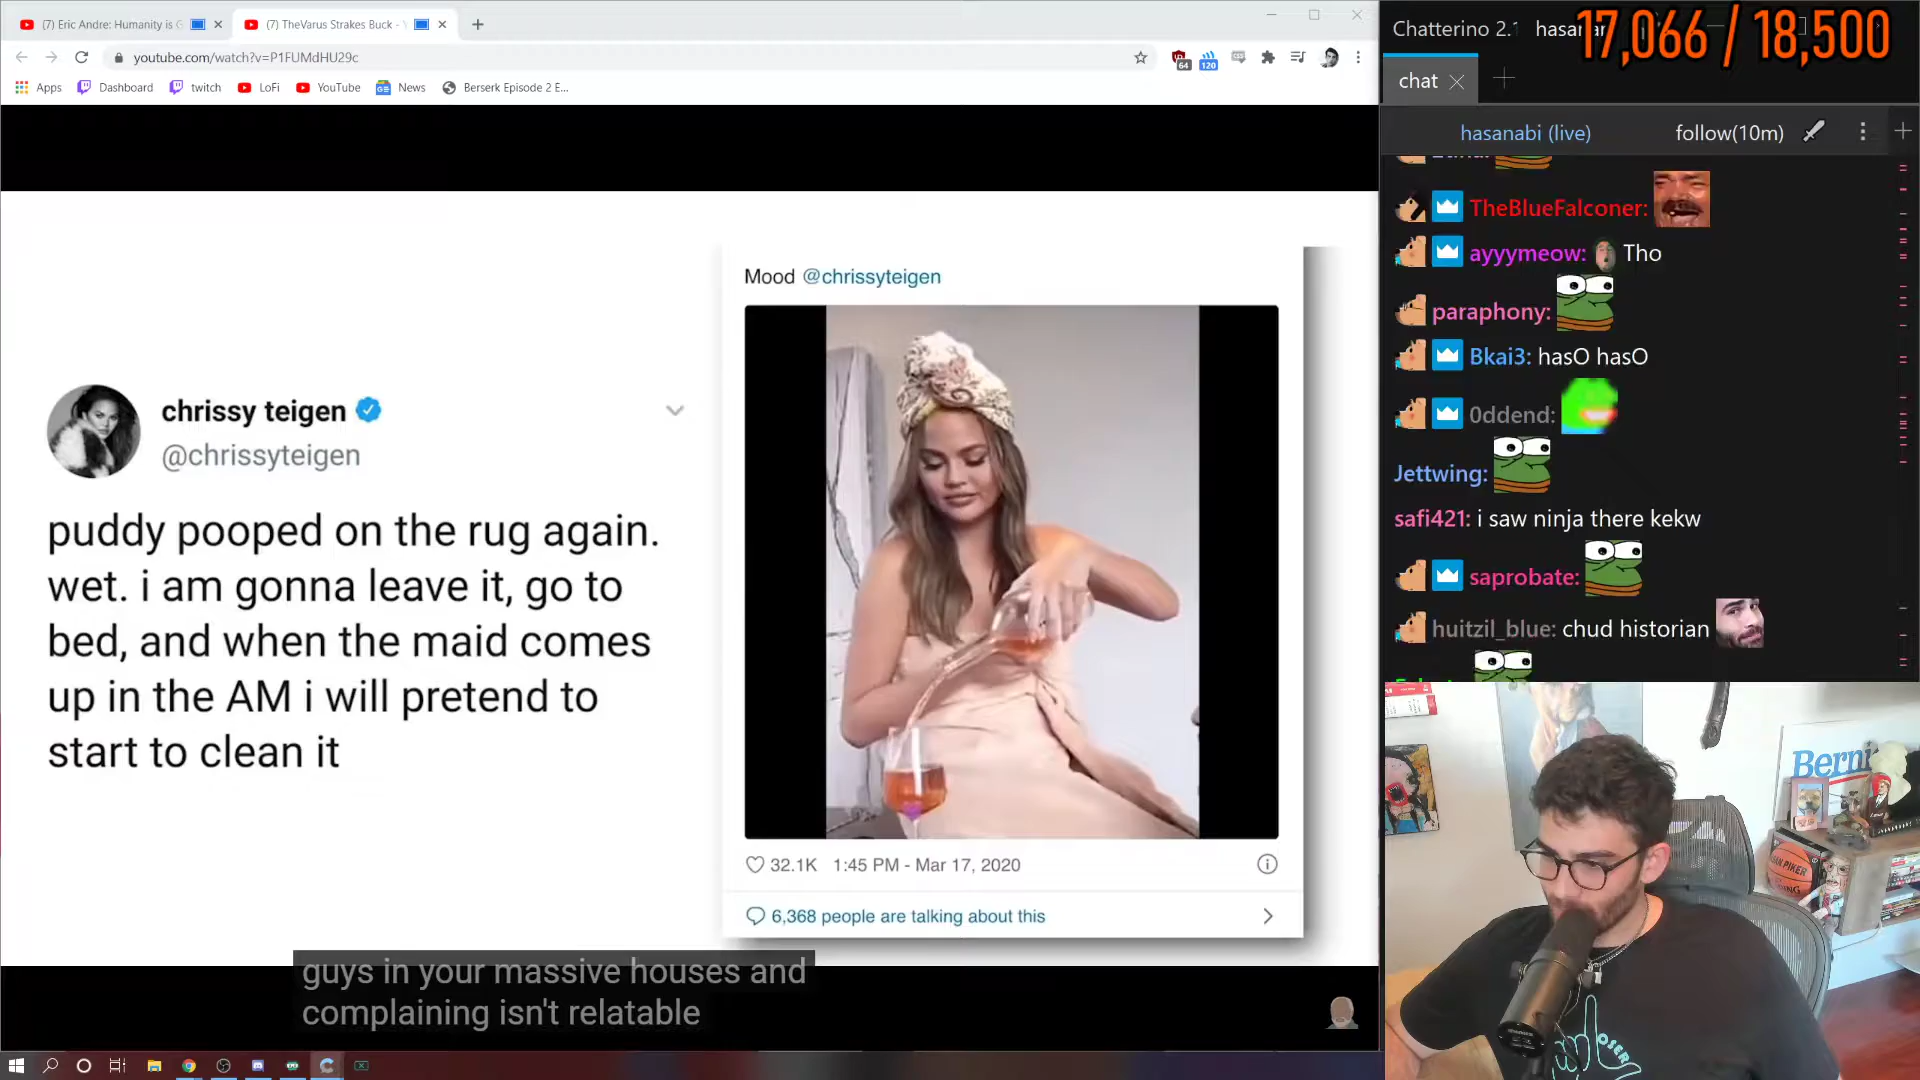 (7) Eric Andre: Humanity is
(7) TheVarus Strakes Buck -
youtube.com/watch?v=P1FUMdHU29c
64
120
Apps
Dashboard
twitch
LoFi
YouTube
News
Berserk Episode 2 E...
Mood @chrissyteigen
chrissy teigen
@chrissyteigen
puddy pooped on the rug again.
wet. i am gonna leave it, go to
bed, and when the maid comes
up in the AM i will pretend to
start to clean it
32.1K 1:45 PM - Mar 17, 2020
6,368 people are talking about this
guys in your massive houses and
complaining isn't relatable
Chatterino 2.
17,066 / 18,500
chat
hasanabi (live)
follow(10m)
TheBlueFalconer:
ayyymeow: Tho
paraphony:
Bkai3: hasO hasO
0ddend:
Jettwing:
safi421: i saw ninja there kekw
saprobate:
huitzil_blue: chud historian
Berni
OSER